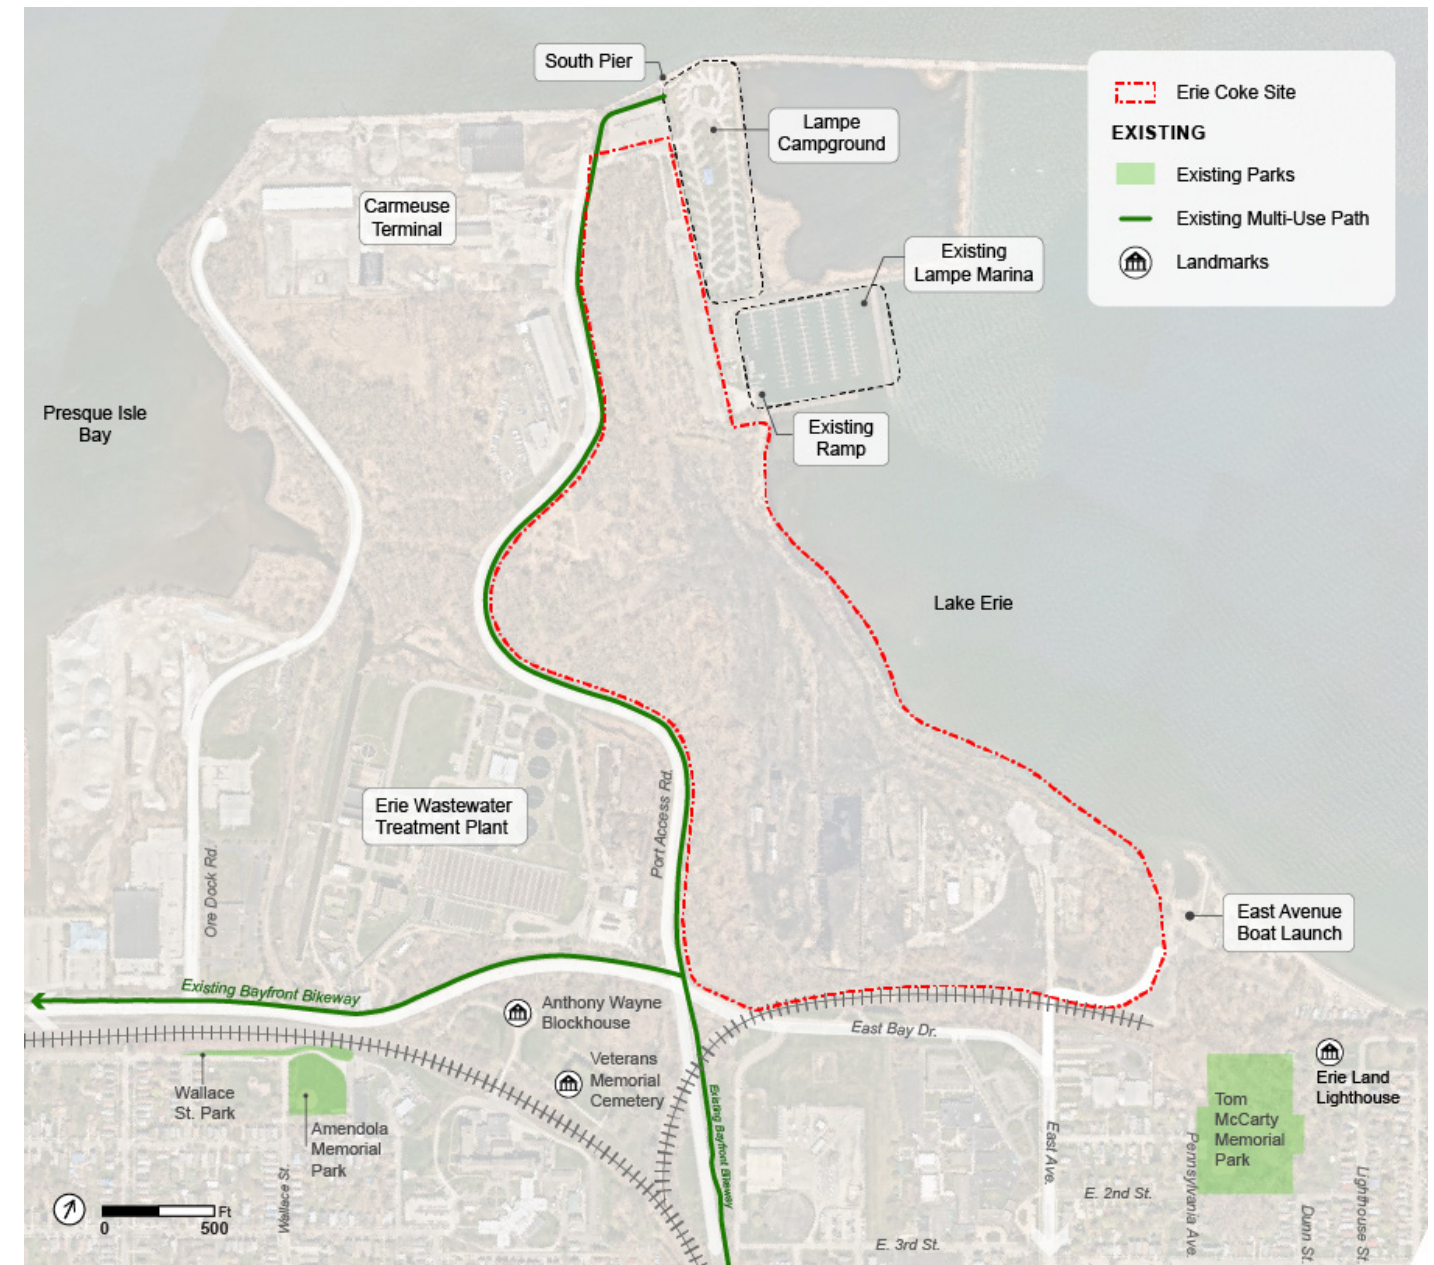 South Pier
Erie Coke Site
EXISTING
Existing Parks
Existing Multi-Use Path
Landmarks
Lampe
Campground
Carmeuse
Terminal
Existing
Lampe Marina
Presque Isle
Bay
Existing
Ramp
Lake Erie
Erie Wastewater
Treatment Plant
Port Access Rd.
Ore Dock Rd.
East Avenue
Boat Launch
Existing Bayfront Bikeway
Anthony Wayne
Blockhouse
East Bay Dr.
Veterans
Memorial
Cemetery
Wallace
St. Park
Amendola
Memorial
Park
Existing Bayfront Bikeway
Erie Land
Lighthouse
Tom
McCarty
Memorial
Park
East Ave.
Pennsylvania Ave.
Lighthouse St.
Dunn St.
E. 2nd St.
E. 3rd St.
Wallace St.
Ft
0 500